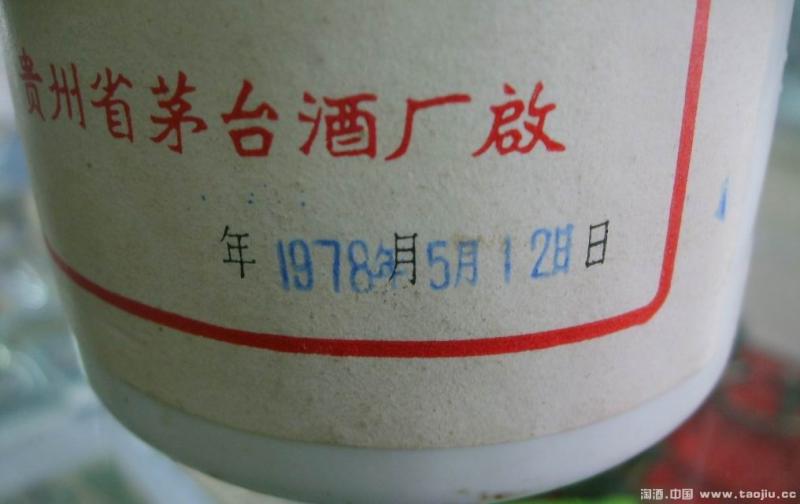 贵州省茅台酒厂啟
年 1978年月5月12日日
淘酒.中国 www.taojiu.cc